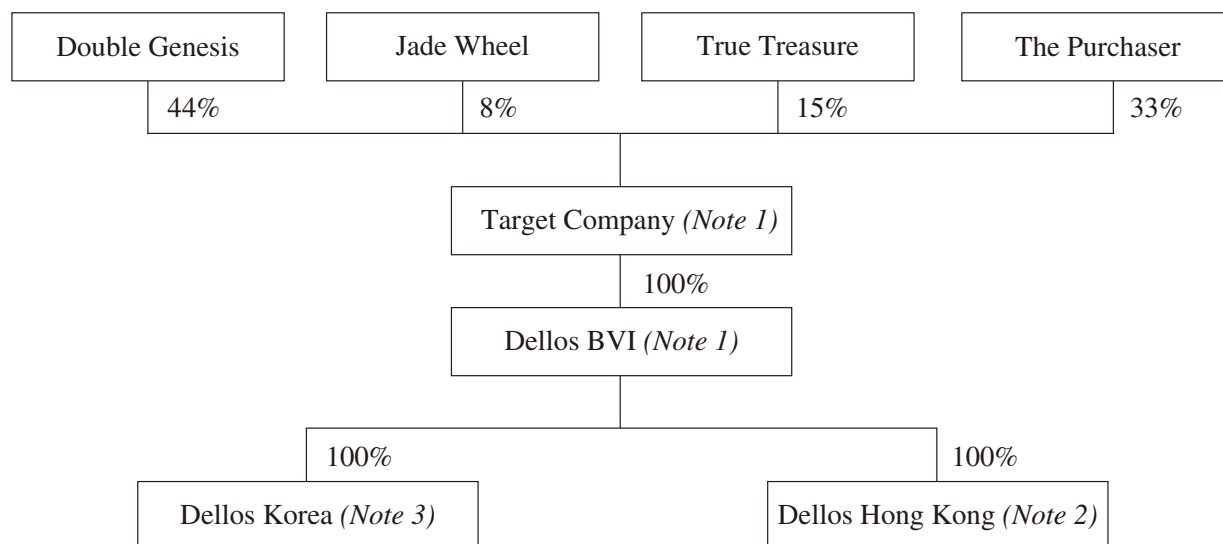 Double Genesis
Jade Wheel
True Treasure
The Purchaser
44%
8%
15%
33%
Target Company (Note 1)
100%
Dellos BVI (Note 1)
100%
100%
Dellos Korea (Note 3)
Dellos Hong Kong (Note 2)